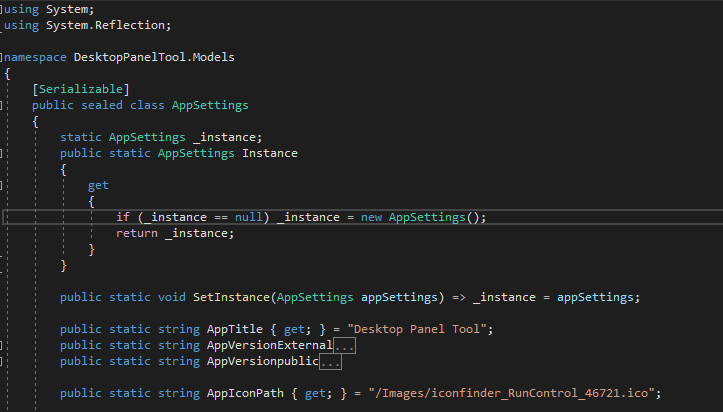 using System;
using System.Reflection;
namespace DesktopPanelTool.Models
{
[Serializable]
public sealed class AppSettings
{
static AppSettings _instance;
public static AppSettings Instance
{
get
{
if (_instance == null) _instance = new AppSettings();
return _instance;
}
}
public static void SetInstance(AppSettings appSettings) => _instance = appSettings;
public static string AppTitle { get; } = "Desktop Panel Tool";
public static string AppVersionExternal...
public static string AppVersionpublic...
public static string AppIconPath { get; } = "/Images/iconfinder_RunControl_46721.ico";